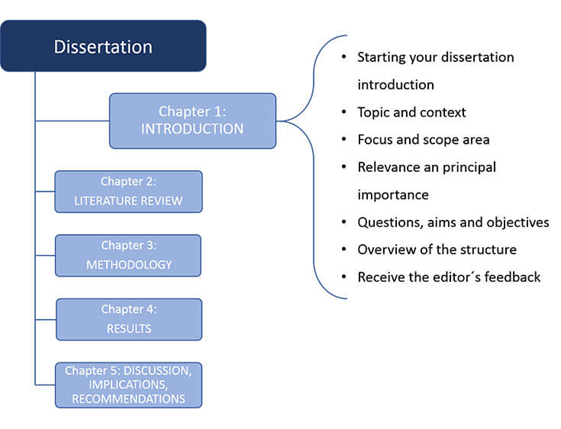 Dissertation
Chapter 1:
INTRODUCTION
Chapter 2:
LITERATURE REVIEW
Chapter 3:
METHODOLOGY
Chapter 4:
RESULTS
Chapter 5: DISCUSSION,
IMPLICATIONS,
RECOMMENDATIONS
• Starting your dissertation
introduction
• Topic and context
• Focus and scope area
• Relevance an principal
importance
• Questions, aims and objectives
• Overview of the structure
• Receive the editor´s feedback